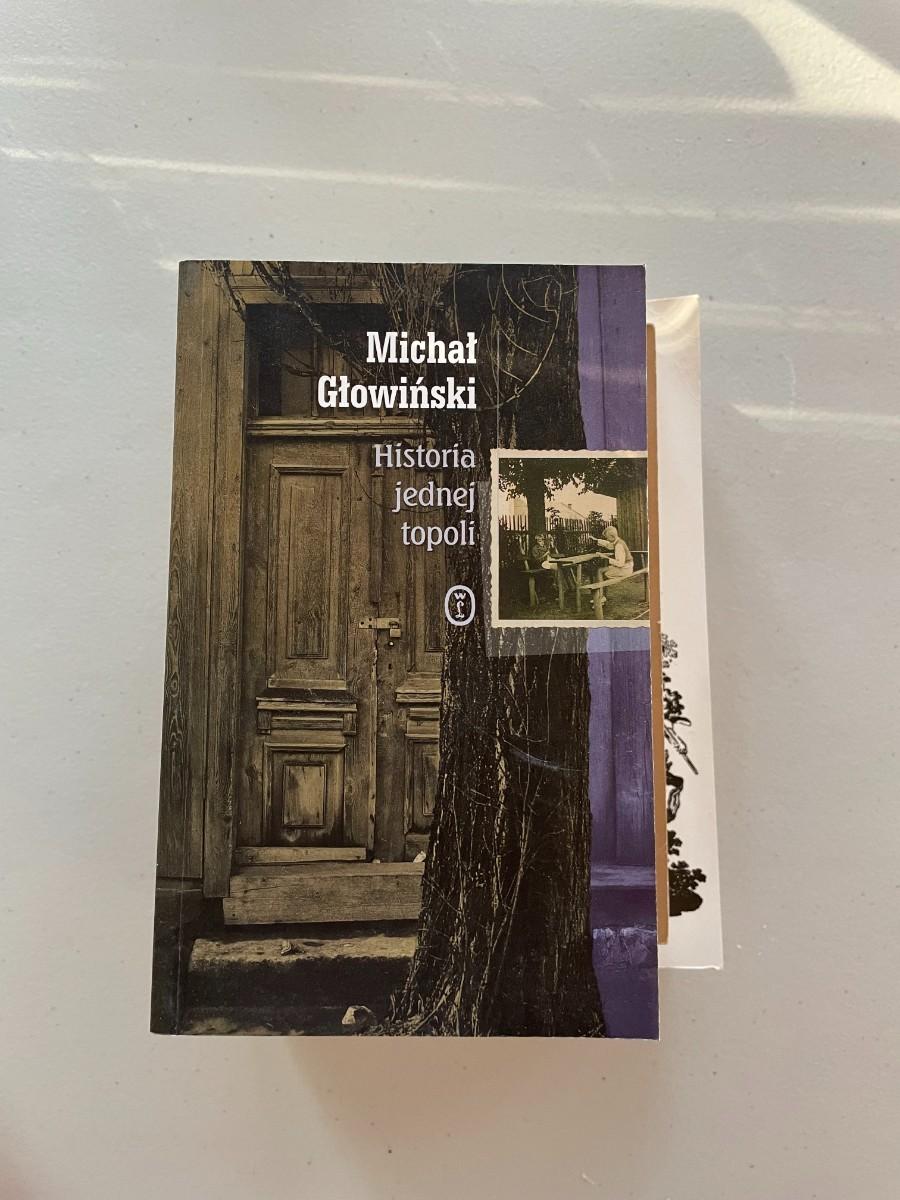 Michał
Głowiński
Historia
jednej
topoli